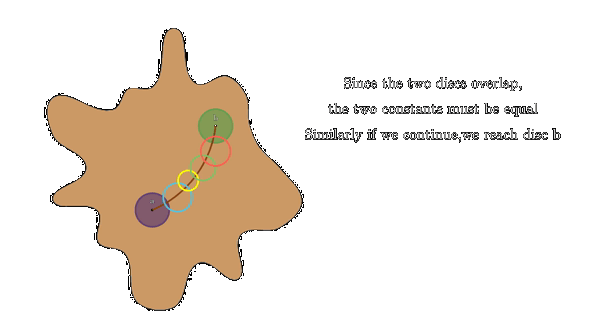 Since the two discs overlap,
the two constants must be equal
Similarly if we continue,we reach disc b